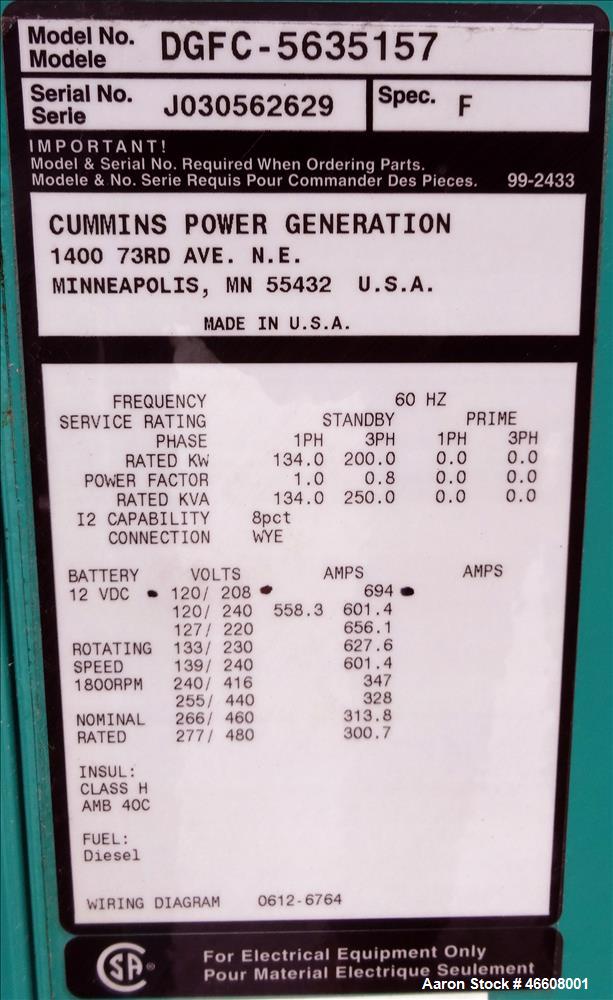 Model No. DGFC-5635157
Modele
Serial No. J030562629 Spec. F
Serie
IMPORTANT!
Model & Serial No. Required When Ordering Parts.
Modele & No. Serie Requis Pour Commander Des Pieces. 99-2433
CUMMINS POWER GENERATION
1400 73RD AVE. N.E.
MINNEAPOLIS, MN 55432 U.S.A.
MADE IN U.S.A.
FREQUENCY 60 HZ
SERVICE RATING STANDBY PRIME
PHASE 1PH 3PH 1PH 3PH
RATED KW 134.0 200.0 0.0 0.0
POWER FACTOR 1.0 0.8 0.0 0.0
RATED KVA 134.0 250.0 0.0 0.0
I2 CAPABILITY 8pct
CONNECTION WYE
BATTERY VOLTS AMPS AMPS
12 VDC 120/ 208 694
120/ 240 558.3 601.4
127/ 220 656.1
ROTATING 133/ 230 627.6
SPEED 139/ 240 601.4
1800RPM 240/ 416 347
255/ 440 328
NOMINAL 266/ 460 313.8
RATED 277/ 480 300.7
INSUL:
CLASS H
AMB 40C
FUEL:
Diesel
WIRING DIAGRAM 0612-6764
SA ®
For Electrical Equipment Only
Pour Material Electrique Seulement
Aaron Stock # 46608001